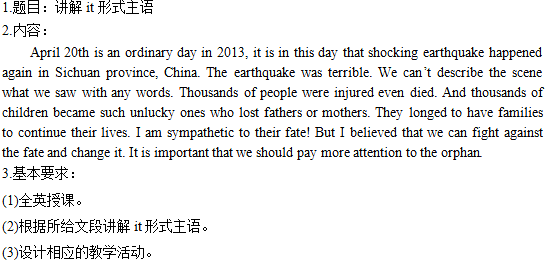 1.题目：讲解 it 形式主语
2.内容：
April 20th is an ordinary day in 2013, it is in this day that shocking earthquake happened
again in Sichuan province, China. The earthquake was terrible. We can't describe the scene
what we saw with any words. Thousands of people were injured even died. And thousands of
children became such unlucky ones who lost fathers or mothers. They longed to have families
to continue their lives. I am sympathetic to their fate! But I believed that we can fight against
the fate and change it. It is important that we should pay more attention to the orphan.
3.基本要求：
(1)全英授课。
(2)根据所给文段讲解 it 形式主语。
(3)设计相应的教学活动。